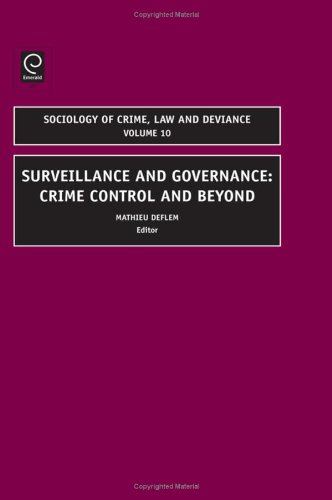 Emerald
SOCIOLOGY OF CRIME, LAW AND DEVIANCE
VOLUME 10
SURVEILLANCE AND GOVERNANCE:
CRIME CONTROL AND BEYOND
MATHIEU DEFLEM
Editor
Copyrighted Material
Copyrighted Material